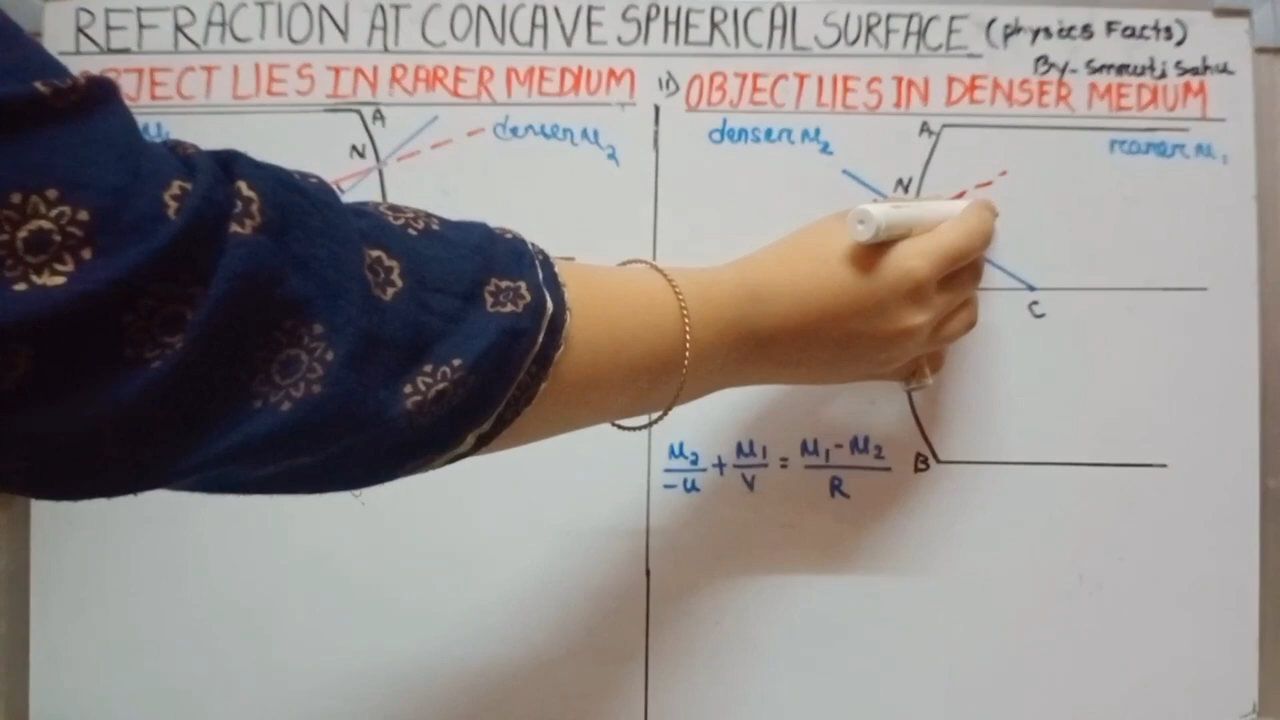 REFRACTION AT CONCAVE SPHERICAL SURFACE (physics Facts)
By- Smruti Sahu
BJECT LIES IN RARER MEDIUM
ii) OBJECT LIES IN DENSER MEDIUM
A
N
denser μ₂
denser μ₂
A
rarer μ₁
N
C
B
μ₂/-u + μ₁/v = μ₁-μ₂/R